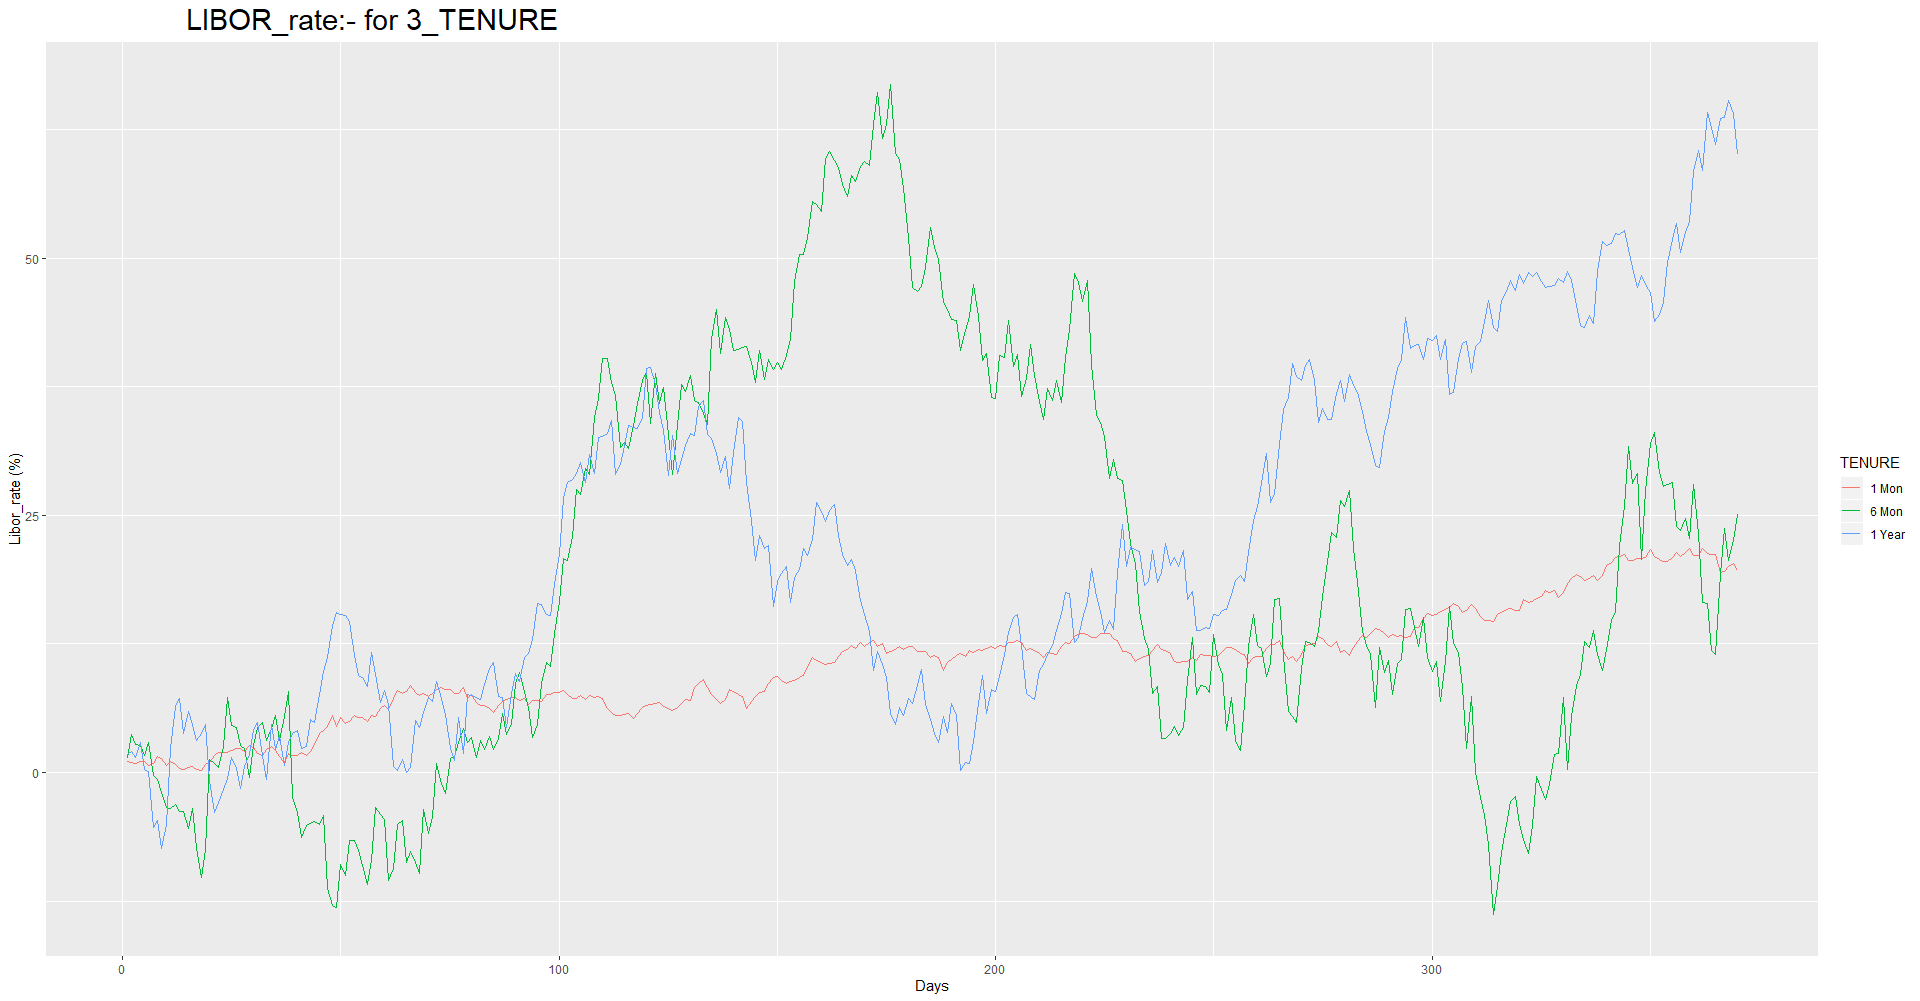 LIBOR_rate:- for 3_TENURE
Libor_rate (%)
50
25
0
0
100
200
300
Days
TENURE
1 Mon
6 Mon
1 Year